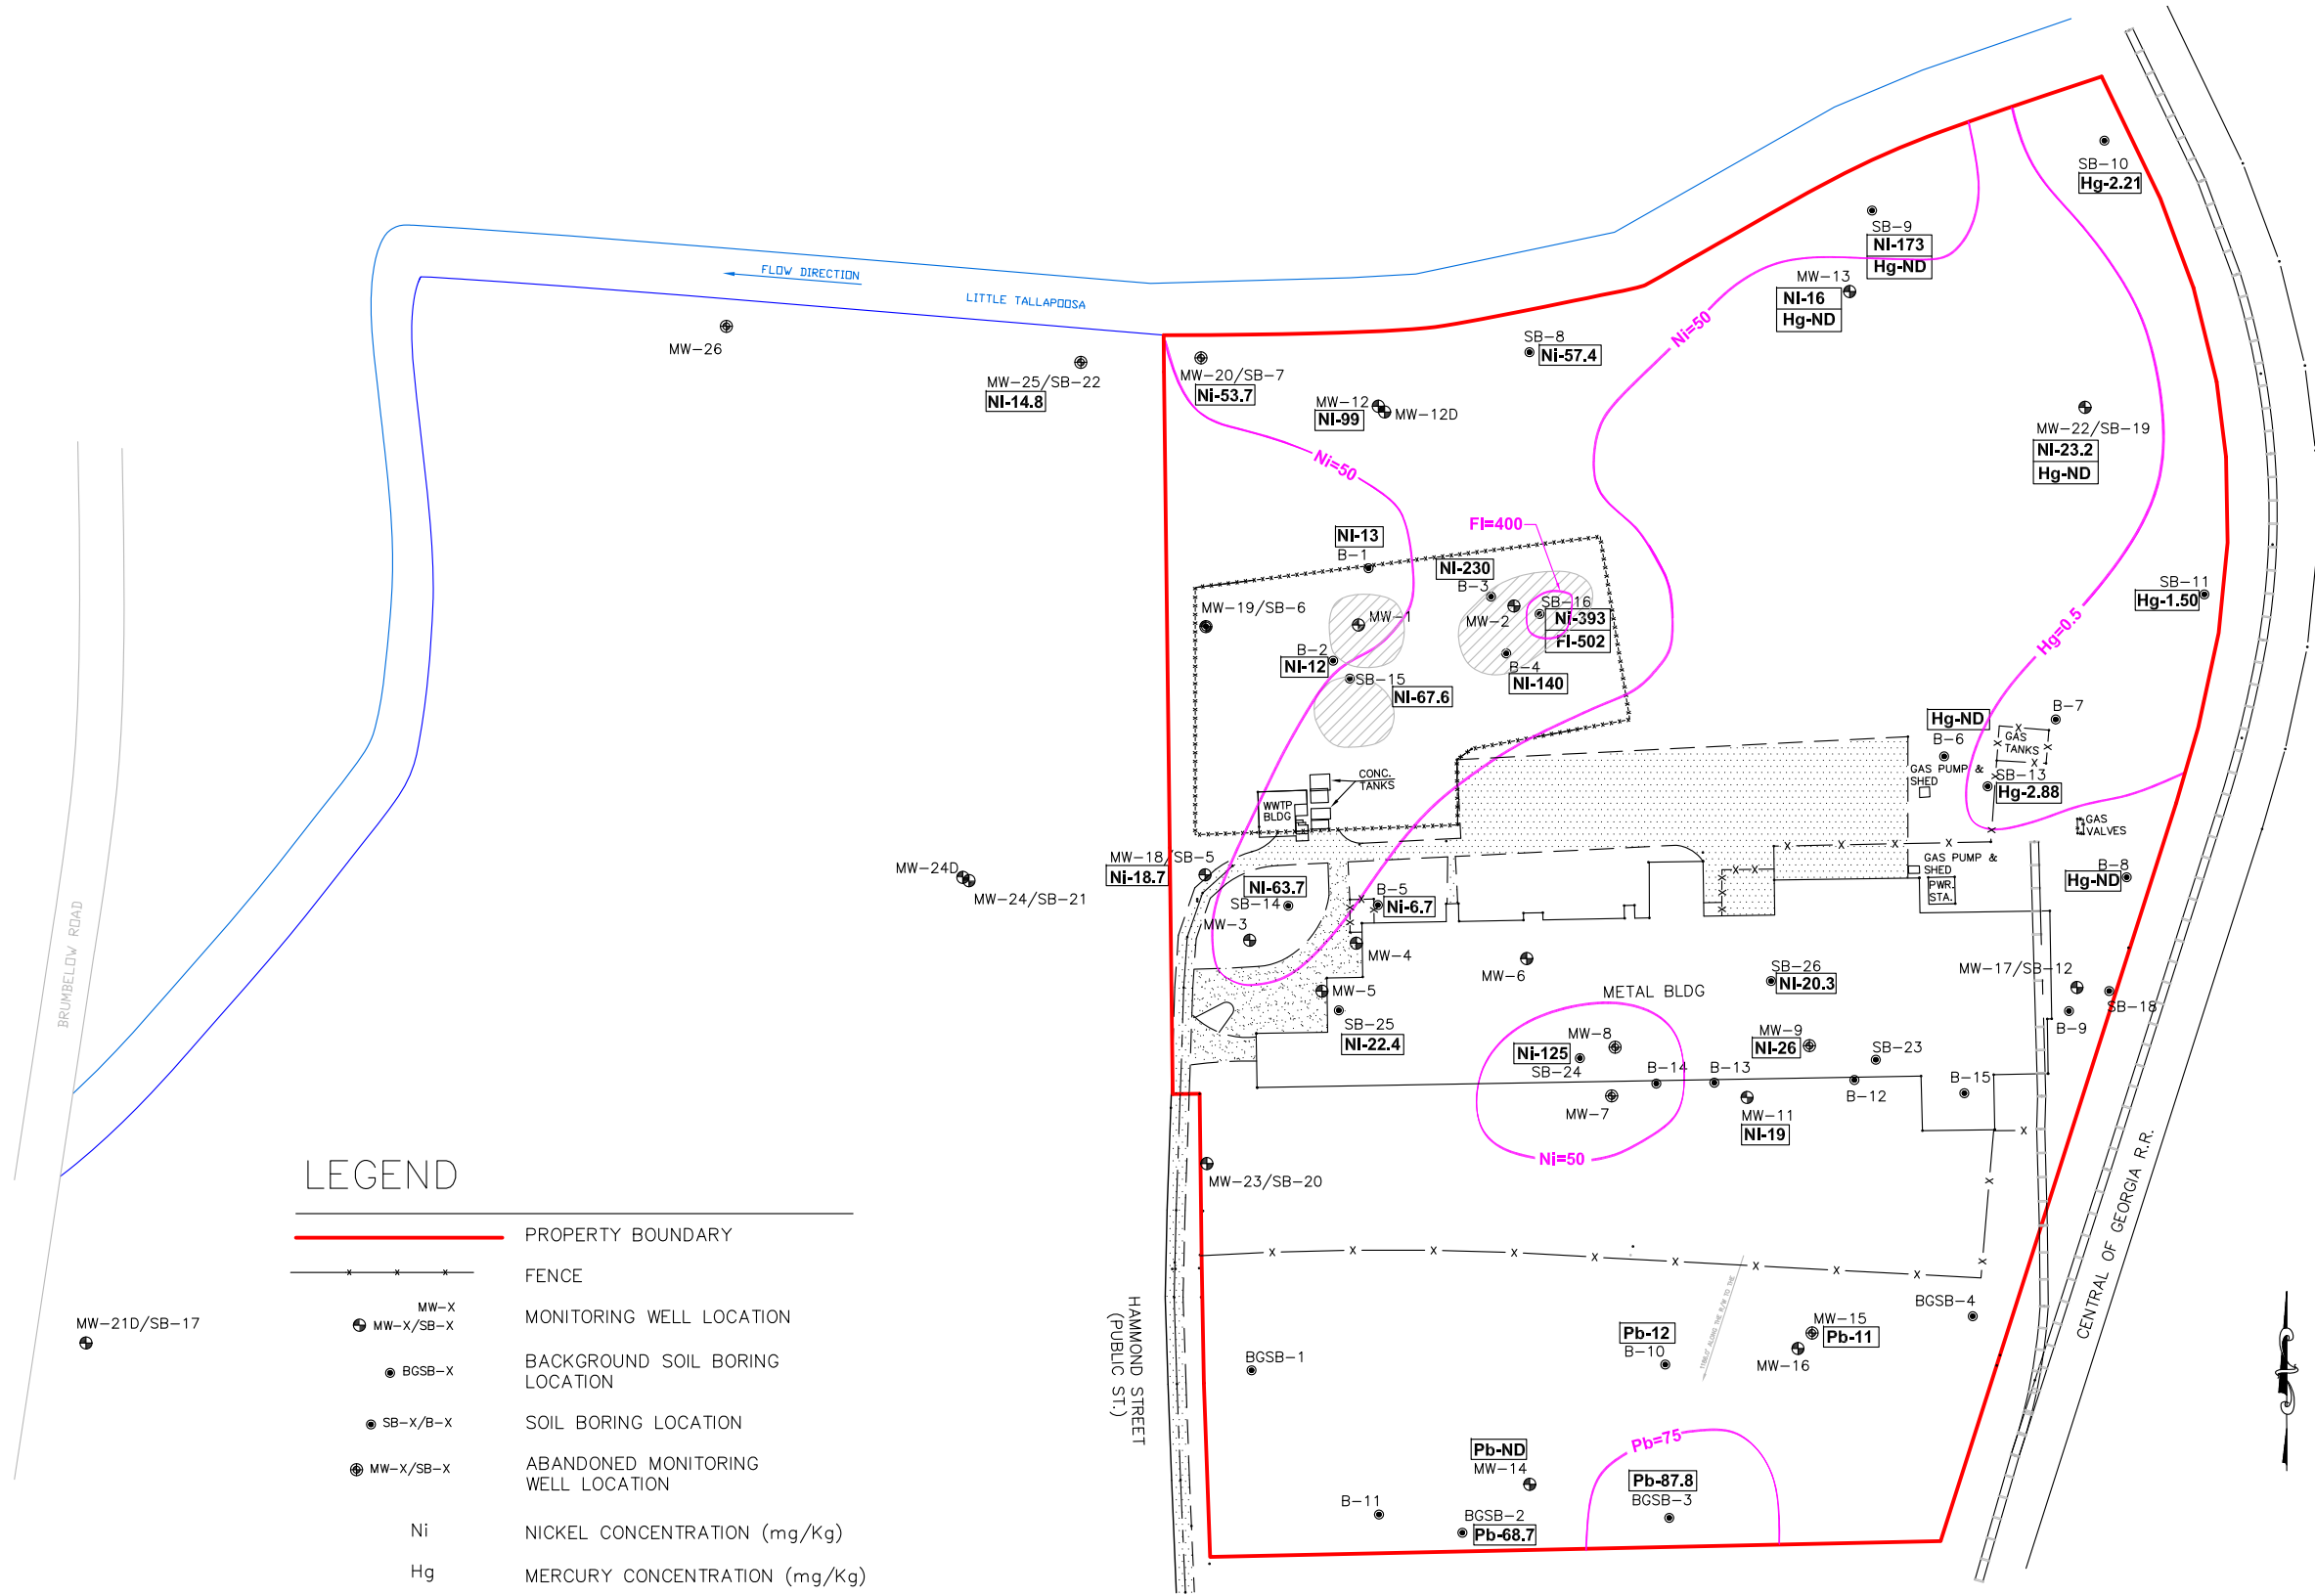 SB-10
Hg-2.21
SB-9
NI-173
Hg-ND
MW-13
NI-16
Hg-ND
FLOW DIRECTION
LITTLE TALLAPOOSA
Ni=50
MW-26
MW-25/SB-22
NI-14.8
MW-20/SB-7
Ni-53.7
MW-12
NI-99
MW-12D
SB-8
Ni-57.4
MW-22/SB-19
NI-23.2
Hg-ND
Ni=50
FI=400
NI-13
B-1
NI-230
B-3
MW-19/SB-6
MW-1
MW-2
SB-16
Ni-393
FI-502
SB-11
Hg-1.50
Hg=0.5
B-2
NI-12
SB-15
NI-67.6
B-4
NI-140
Hg-ND
B-6
B-7
GAS
TANKS
GAS PUMP &
SHED
SB-13
Hg-2.88
CONC.
TANKS
WWTP
BLDG
GAS
VALVES
MW-24D
MW-24/SB-21
MW-18/SB-5
Ni-18.7
NI-63.7
SB-14
B-5
Ni-6.7
GAS PUMP &
SHED
PWR.
STA.
B-8
Hg-ND
MW-3
MW-4
MW-5
MW-6
METAL BLDG
SB-26
NI-20.3
MW-17/SB-12
SB-18
B-9
SB-25
NI-22.4
Ni-125
SB-24
MW-8
MW-9
NI-26
SB-23
B-14
B-13
B-12
B-15
MW-7
MW-11
NI-19
Ni=50
BRUMBELOW ROAD
MW-23/SB-20
CENTRAL OF GEORGIA R.R.
HAMMOND STREET
(PUBLIC ST.)
MW-21D/SB-17
BGSB-4
MW-15
Pb-11
MW-16
Pb-12
B-10
BGSB-1
Pb=75
Pb-ND
MW-14
Pb-87.8
BGSB-3
B-11
BGSB-2
Pb-68.7
LEGEND
PROPERTY BOUNDARY
FENCE
MW-X
MW-X/SB-X
MONITORING WELL LOCATION
BGSB-X
BACKGROUND SOIL BORING
LOCATION
SB-X/B-X
SOIL BORING LOCATION
MW-X/SB-X
ABANDONED MONITORING
WELL LOCATION
Ni
NICKEL CONCENTRATION (mg/Kg)
Hg
MERCURY CONCENTRATION (mg/Kg)